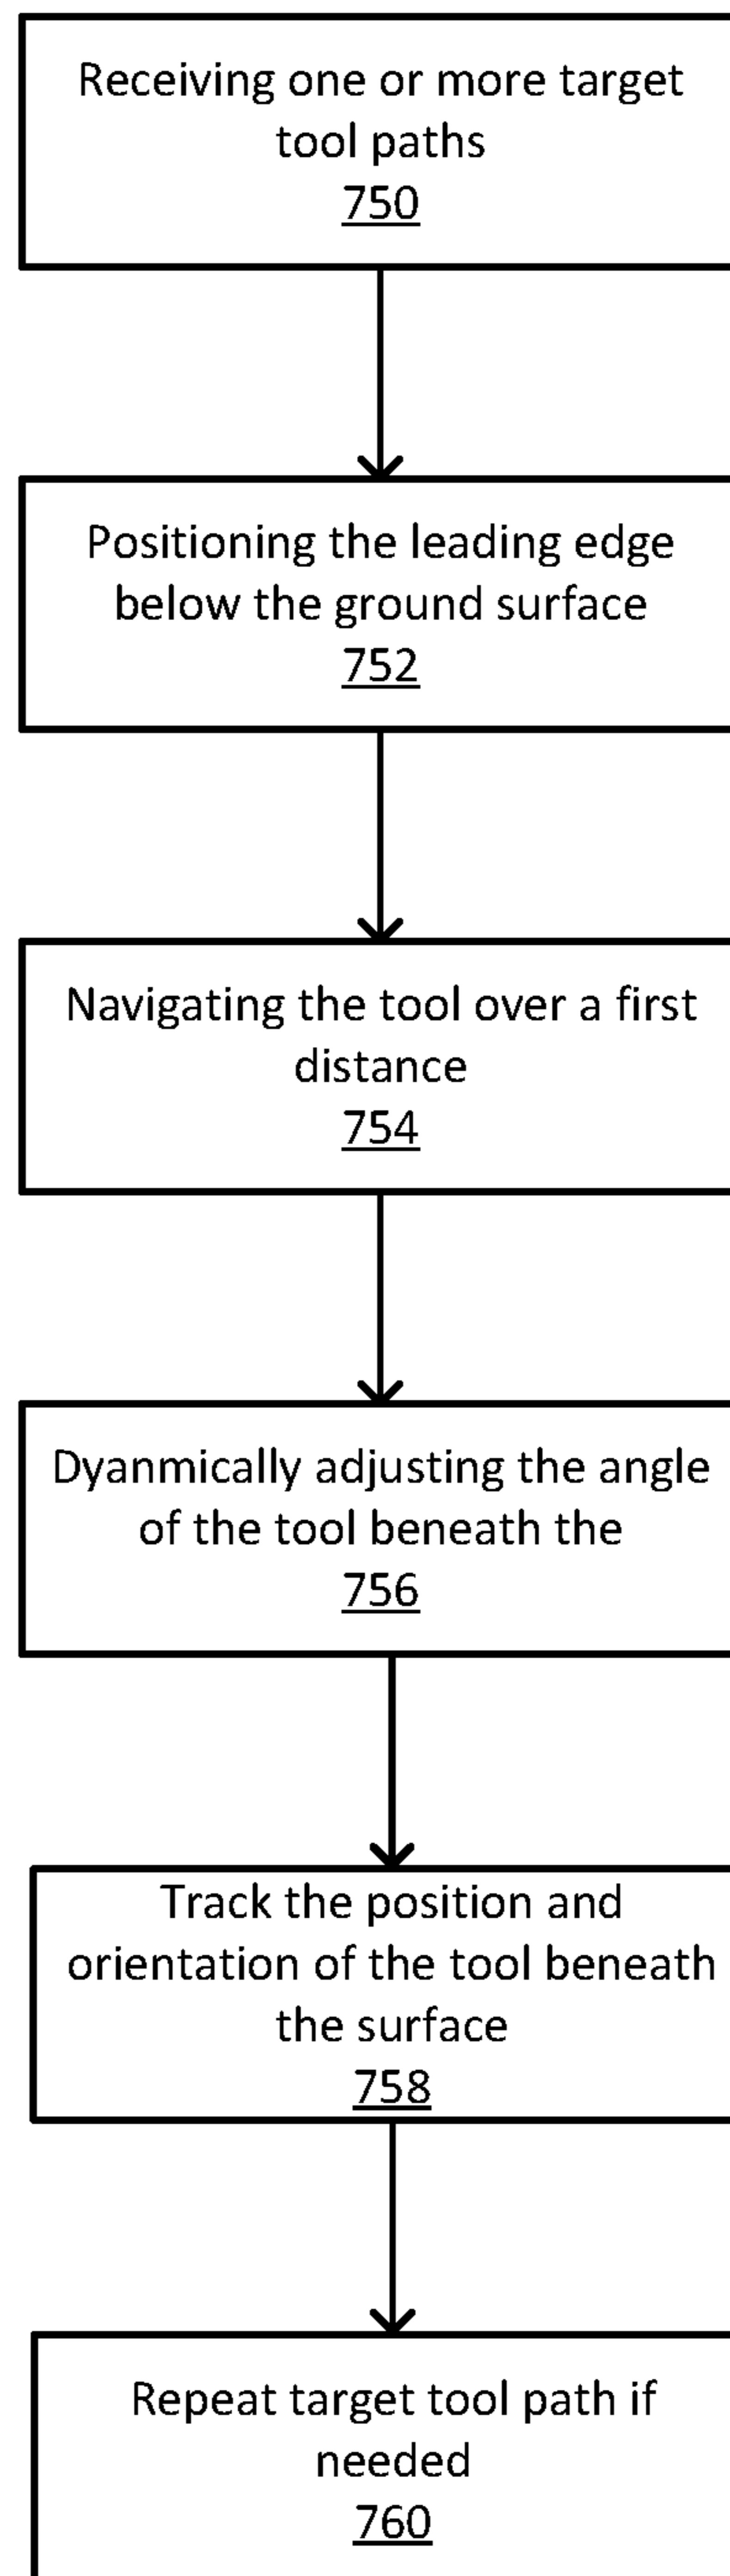 Receiving one or more target
tool paths
750
Positioning the leading edge
below the ground surface
752
Navigating the tool over a first
distance
754
Dyanmically adjusting the angle
of the tool beneath the
756
Track the position and
orientation of the tool beneath
the surface
758
Repeat target tool path if
needed
760